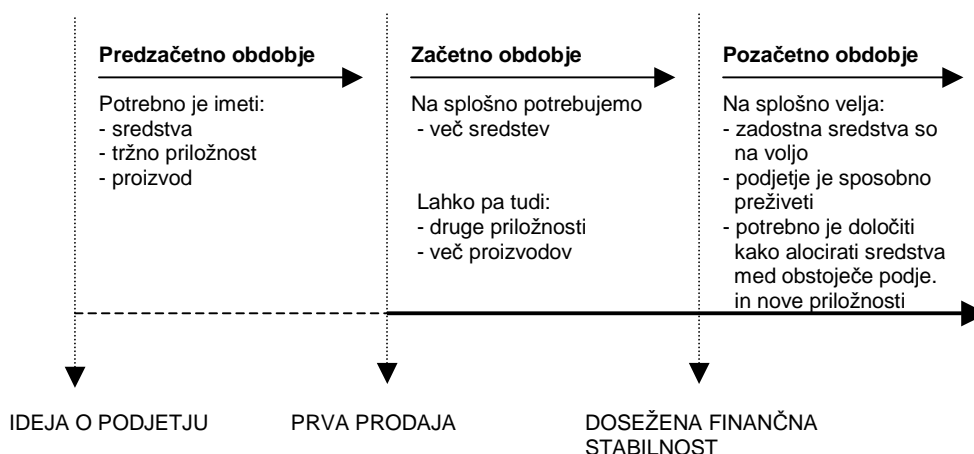 Predzačetno obdobje
Potrebno je imeti:
- sredstva
- tržno priložnost
- proizvod
Začetno obdobje
Na splošno potrebujemo
- več sredstev
Lahko pa tudi:
- druge priložnosti
- več proizvodov
Pozačetno obdobje
Na splošno velja:
- zadostna sredstva so
na voljo
- podjetje je sposobno
preživeti
- potrebno je določiti
kako alocirati sredstva
med obstoječe podje.
in nove priložnosti
IDEJA O PODJETJU
PRVA PRODAJA
DOSEŽENA FINANČNA
STABILNOST